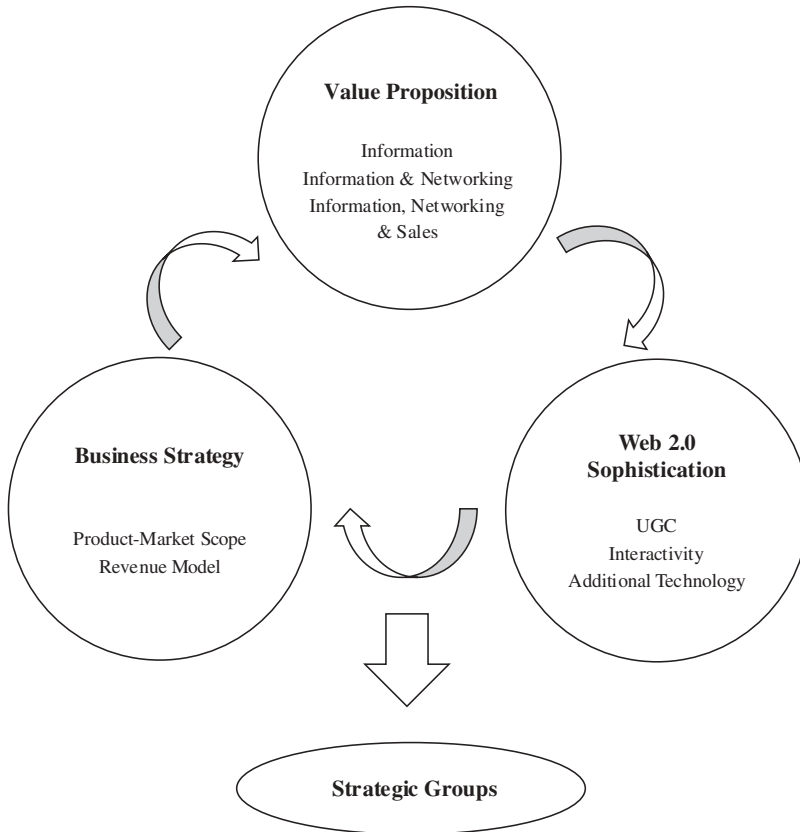 Value Proposition
Information
Information & Networking
Information, Networking
& Sales
Business Strategy
Product-Market Scope
Revenue Model
Web 2.0
Sophistication
UGC
Interactivity
Additional Technology
Strategic Groups